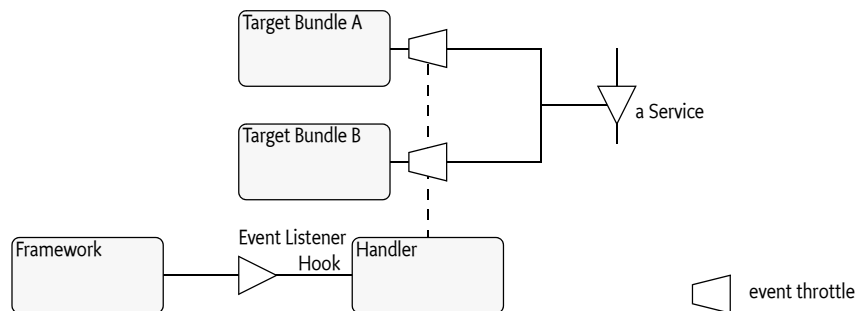 Target Bundle A
a Service
Target Bundle B
Event Listener
Hook
Framework
Handler
event throttle